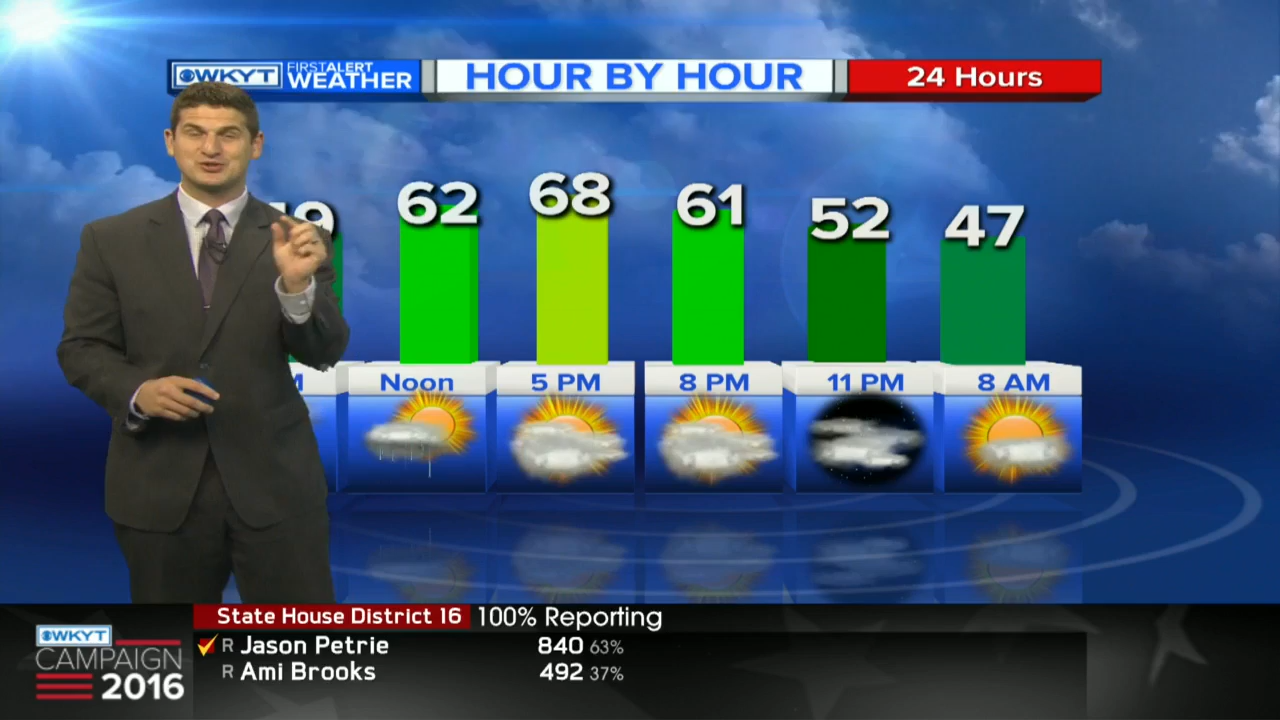 WKYT FIRST ALERT WEATHER HOUR BY HOUR 24 Hours
62 68 61 52 47
Noon 5 PM 8 PM 11 PM 8 AM
State House District 16 100% Reporting
R Jason Petrie 840 63%
R Ami Brooks 492 37%
WKYT
CAMPAIGN
2016